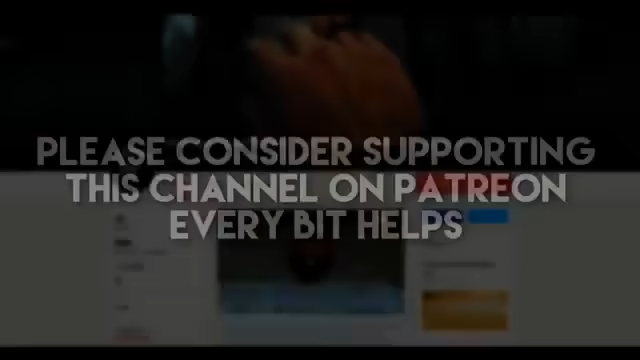 PLEASE CONSIDER SUPPORTING
THIS CHANNEL ON PATREON
EVERY BIT HELPS